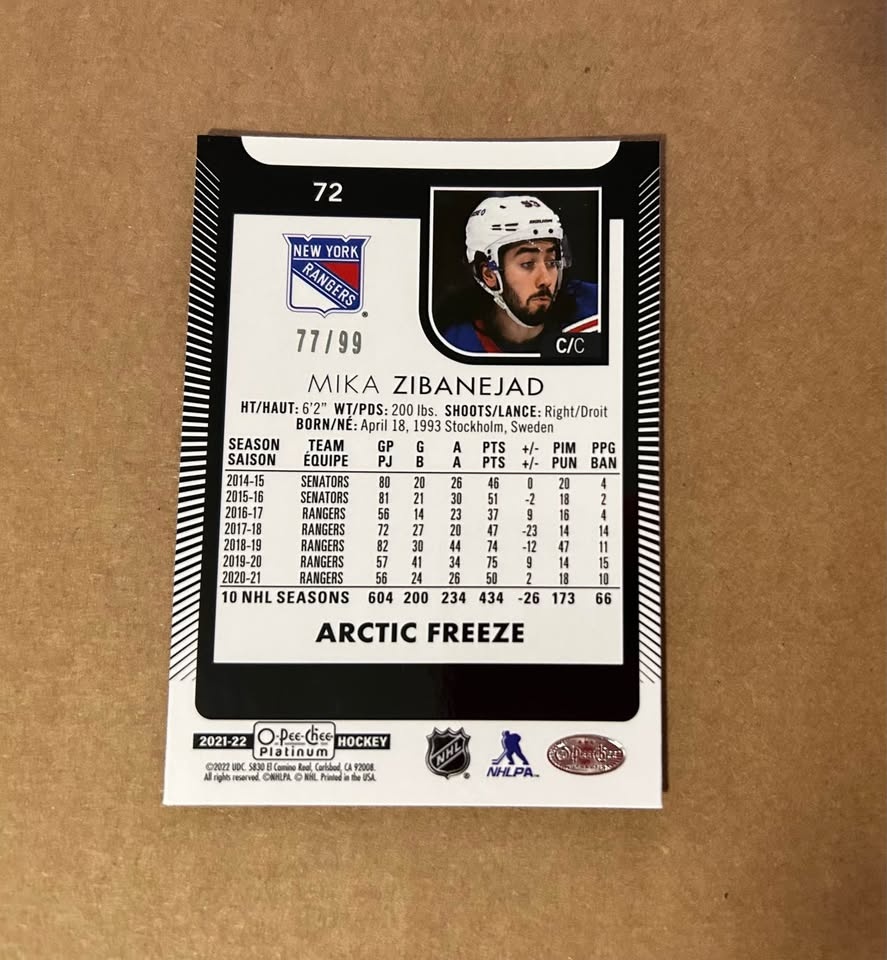 72
93
BAUER
NEW YORK
RANGERS
®
77/99
C/C
MIKA ZIBANEJAD
HT/HAUT: 6'2" WT/PDS: 200 lbs. SHOOTS/LANCE: Right/Droit
BORN/NÉ: April 18, 1993 Stockholm, Sweden
SEASON TEAM GP G A PTS +/- PIM PPG
SAISON ÉQUIPE PJ B A PTS +/- PUN BAN
2014-15 SENATORS 80 20 26 46 0 20 4
2015-16 SENATORS 81 21 30 51 -2 18 2
2016-17 RANGERS 56 14 23 37 9 16 4
2017-18 RANGERS 72 27 20 47 -23 14 14
2018-19 RANGERS 82 30 44 74 -12 47 11
2019-20 RANGERS 57 41 34 75 9 14 15
2020-21 RANGERS 56 24 26 50 2 18 10
10 NHL SEASONS 604 200 234 434 -26 173 66
ARCTIC FREEZE
2021-22 O-Pee-Chee Platinum HOCKEY
NHL
NHLPA
O-Pee-Chee
©2022 UDC. 5830 El Camino Real, Carlsbad, CA 92008.
All rights reserved. ©NHLPA. © NHL. Printed in the USA.